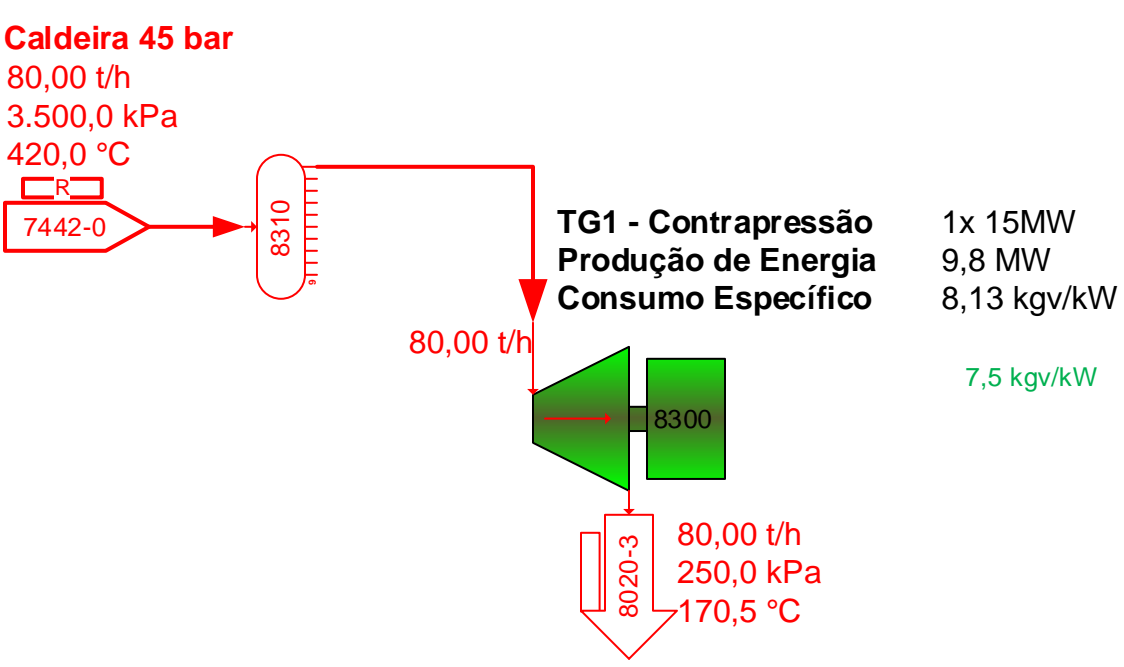 Caldeira 45 bar
80,00 t/h
3.500,0 kPa
420,0 °C
R
7442-0
8310
9
TG1 - Contrapressão 1x 15MW
Produção de Energia 9,8 MW
Consumo Específico 8,13 kgv/kW
80,00 t/h
7,5 kgv/kW
8300
8020-3
80,00 t/h
250,0 kPa
170,5 °C